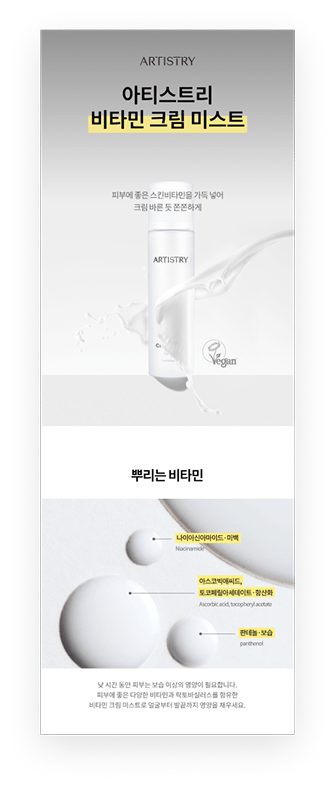 ARTISTRY
아티스트리
비타민 크림 미스트
피부에 좋은 스킨비타민을 가득 넣어
크림 바른 듯 쫀쫀하게
ARTISTRY
Vegan
뿌리는 비타민
나이아신아마이드·미백
Niacinamide
아스코빅애씨드,
토코페릴아세테이트·항산화
Ascorbic acid, tocopheryl acetate
판테놀·보습
panthenol
낮 시간 동안 피부는 보습 이상의 영양이 필요합니다.
피부에 좋은 다양한 비타민과 락토바실러스를 함유한
비타민 크림 미스트로 얼굴부터 발끝까지 영양을 채우세요.